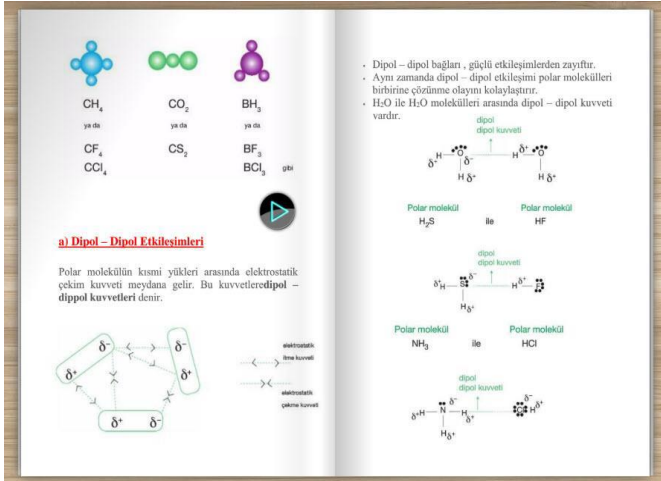 CH₄ CO₂ BH₃
ya da ya da ya da
CF₄ CS₂ BF₃
CCl₄ BCl₃ gibi
a) Dipol – Dipol Etkileşimleri
Polar molekülün kısmi yükleri arasında elektrostatik
çekim kuvveti meydana gelir. Bu kuvvetleredipol –
dippol kuvvetleri denir.
δ⁻ δ⁻
δ⁺ δ⁺
δ⁺ δ⁻
elektrostatik
itme kuvveti
elektrostatik
çekme kuvveti
• Dipol – dipol bağları , güçlü etkileşimlerden zayıftır.
• Aynı zamanda dipol – dipol etkileşimi polar molekülleri
birbirine çözünme olayını kolaylaştırır.
• H₂O ile H₂O molekülleri arasında dipol – dipol kuvveti
vardır.
dipol
dipol kuvveti
δ⁺ H O δ⁻ H δ⁺ O
H δ⁺ H δ⁺
Polar molekül Polar molekül
H₂S ile HF
dipol
dipol kuvveti
δ⁺H S δ⁻ H δ⁺ F δ⁻
H δ⁺
Polar molekül Polar molekül
NH₃ ile HCl
dipol
dipol kuvveti
δ⁺H N δ⁻ H δ⁺ Cl δ⁻ H δ⁺
H δ⁺